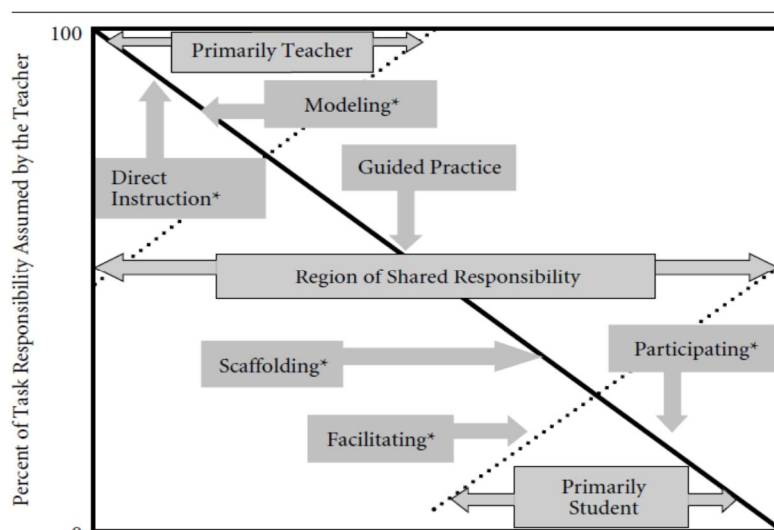 100
Primarily Teacher
Modeling*
Direct
Instruction*
Guided Practice
Region of Shared Responsibility
Scaffolding*
Participating*
Facilitating*
Primarily
Student
Percent of Task Responsibility Assumed by the Teacher